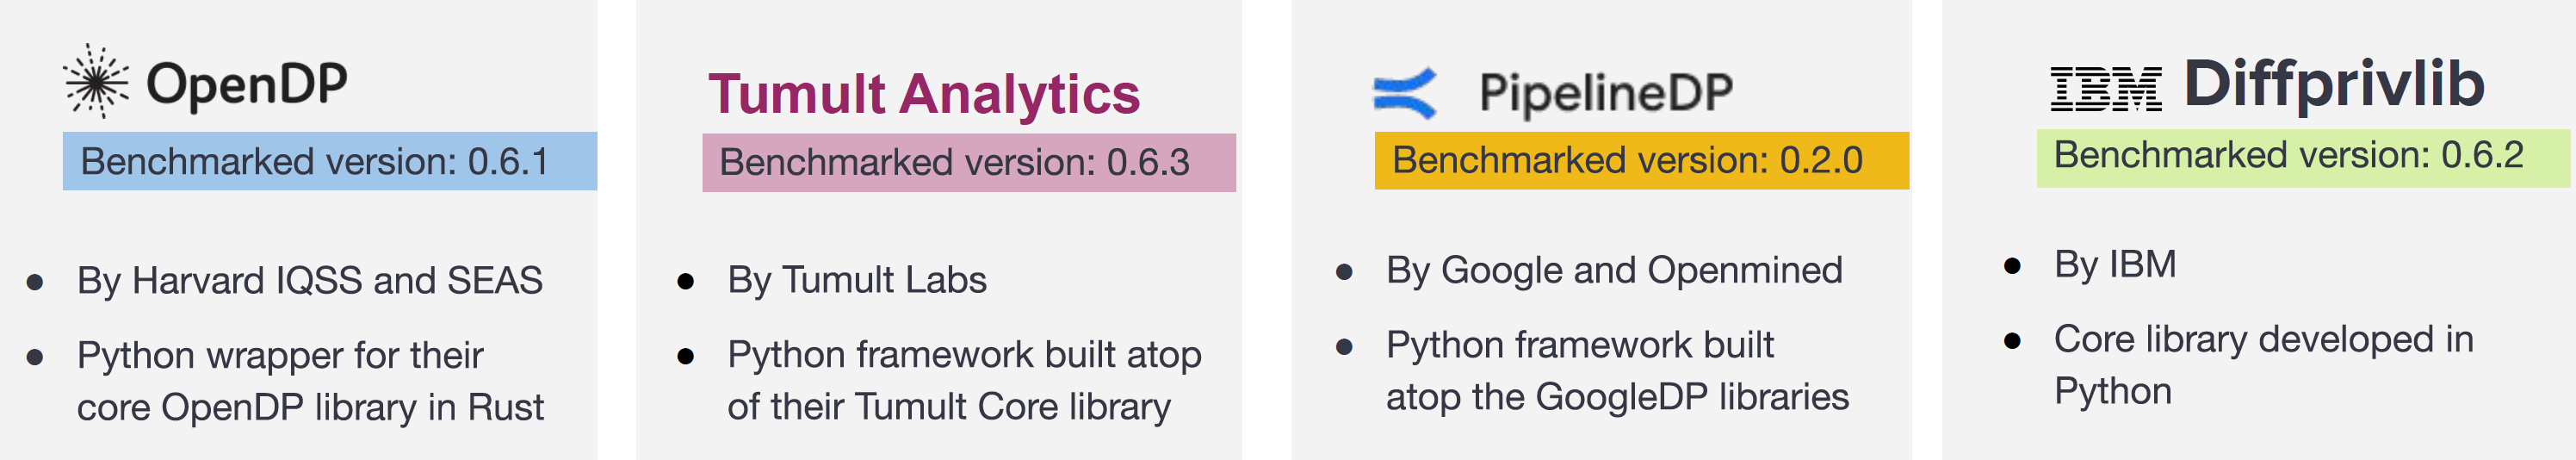 OpenDP
Benchmarked version: 0.6.1
● By Harvard IQSS and SEAS
● Python wrapper for their
core OpenDP library in Rust
Tumult Analytics
Benchmarked version: 0.6.3
● By Tumult Labs
● Python framework built atop
of their Tumult Core library
PipelineDP
Benchmarked version: 0.2.0
● By Google and Openmined
● Python framework built
atop the GoogleDP libraries
IBM Diffprivlib
Benchmarked version: 0.6.2
● By IBM
● Core library developed in
Python